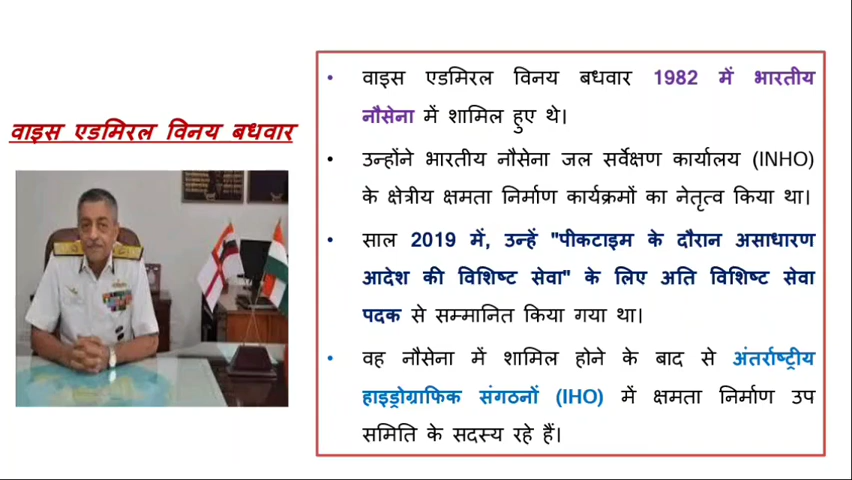 वाइस एडमिरल विनय बधवार
• वाइस एडमिरल विनय बधवार 1982 में भारतीय
नौसेना में शामिल हुए थे।
• उन्होंने भारतीय नौसेना जल सर्वेक्षण कार्यालय (INHO)
के क्षेत्रीय क्षमता निर्माण कार्यक्रमों का नेतृत्व किया था।
• साल 2019 में, उन्हें "पीकटाइम के दौरान असाधारण
आदेश की विशिष्ट सेवा" के लिए अति विशिष्ट सेवा
पदक से सम्मानित किया गया था।
• वह नौसेना में शामिल होने के बाद से अंतर्राष्ट्रीय
हाइड्रोग्राफिक संगठनों (IHO) में क्षमता निर्माण उप
समिति के सदस्य रहे हैं।